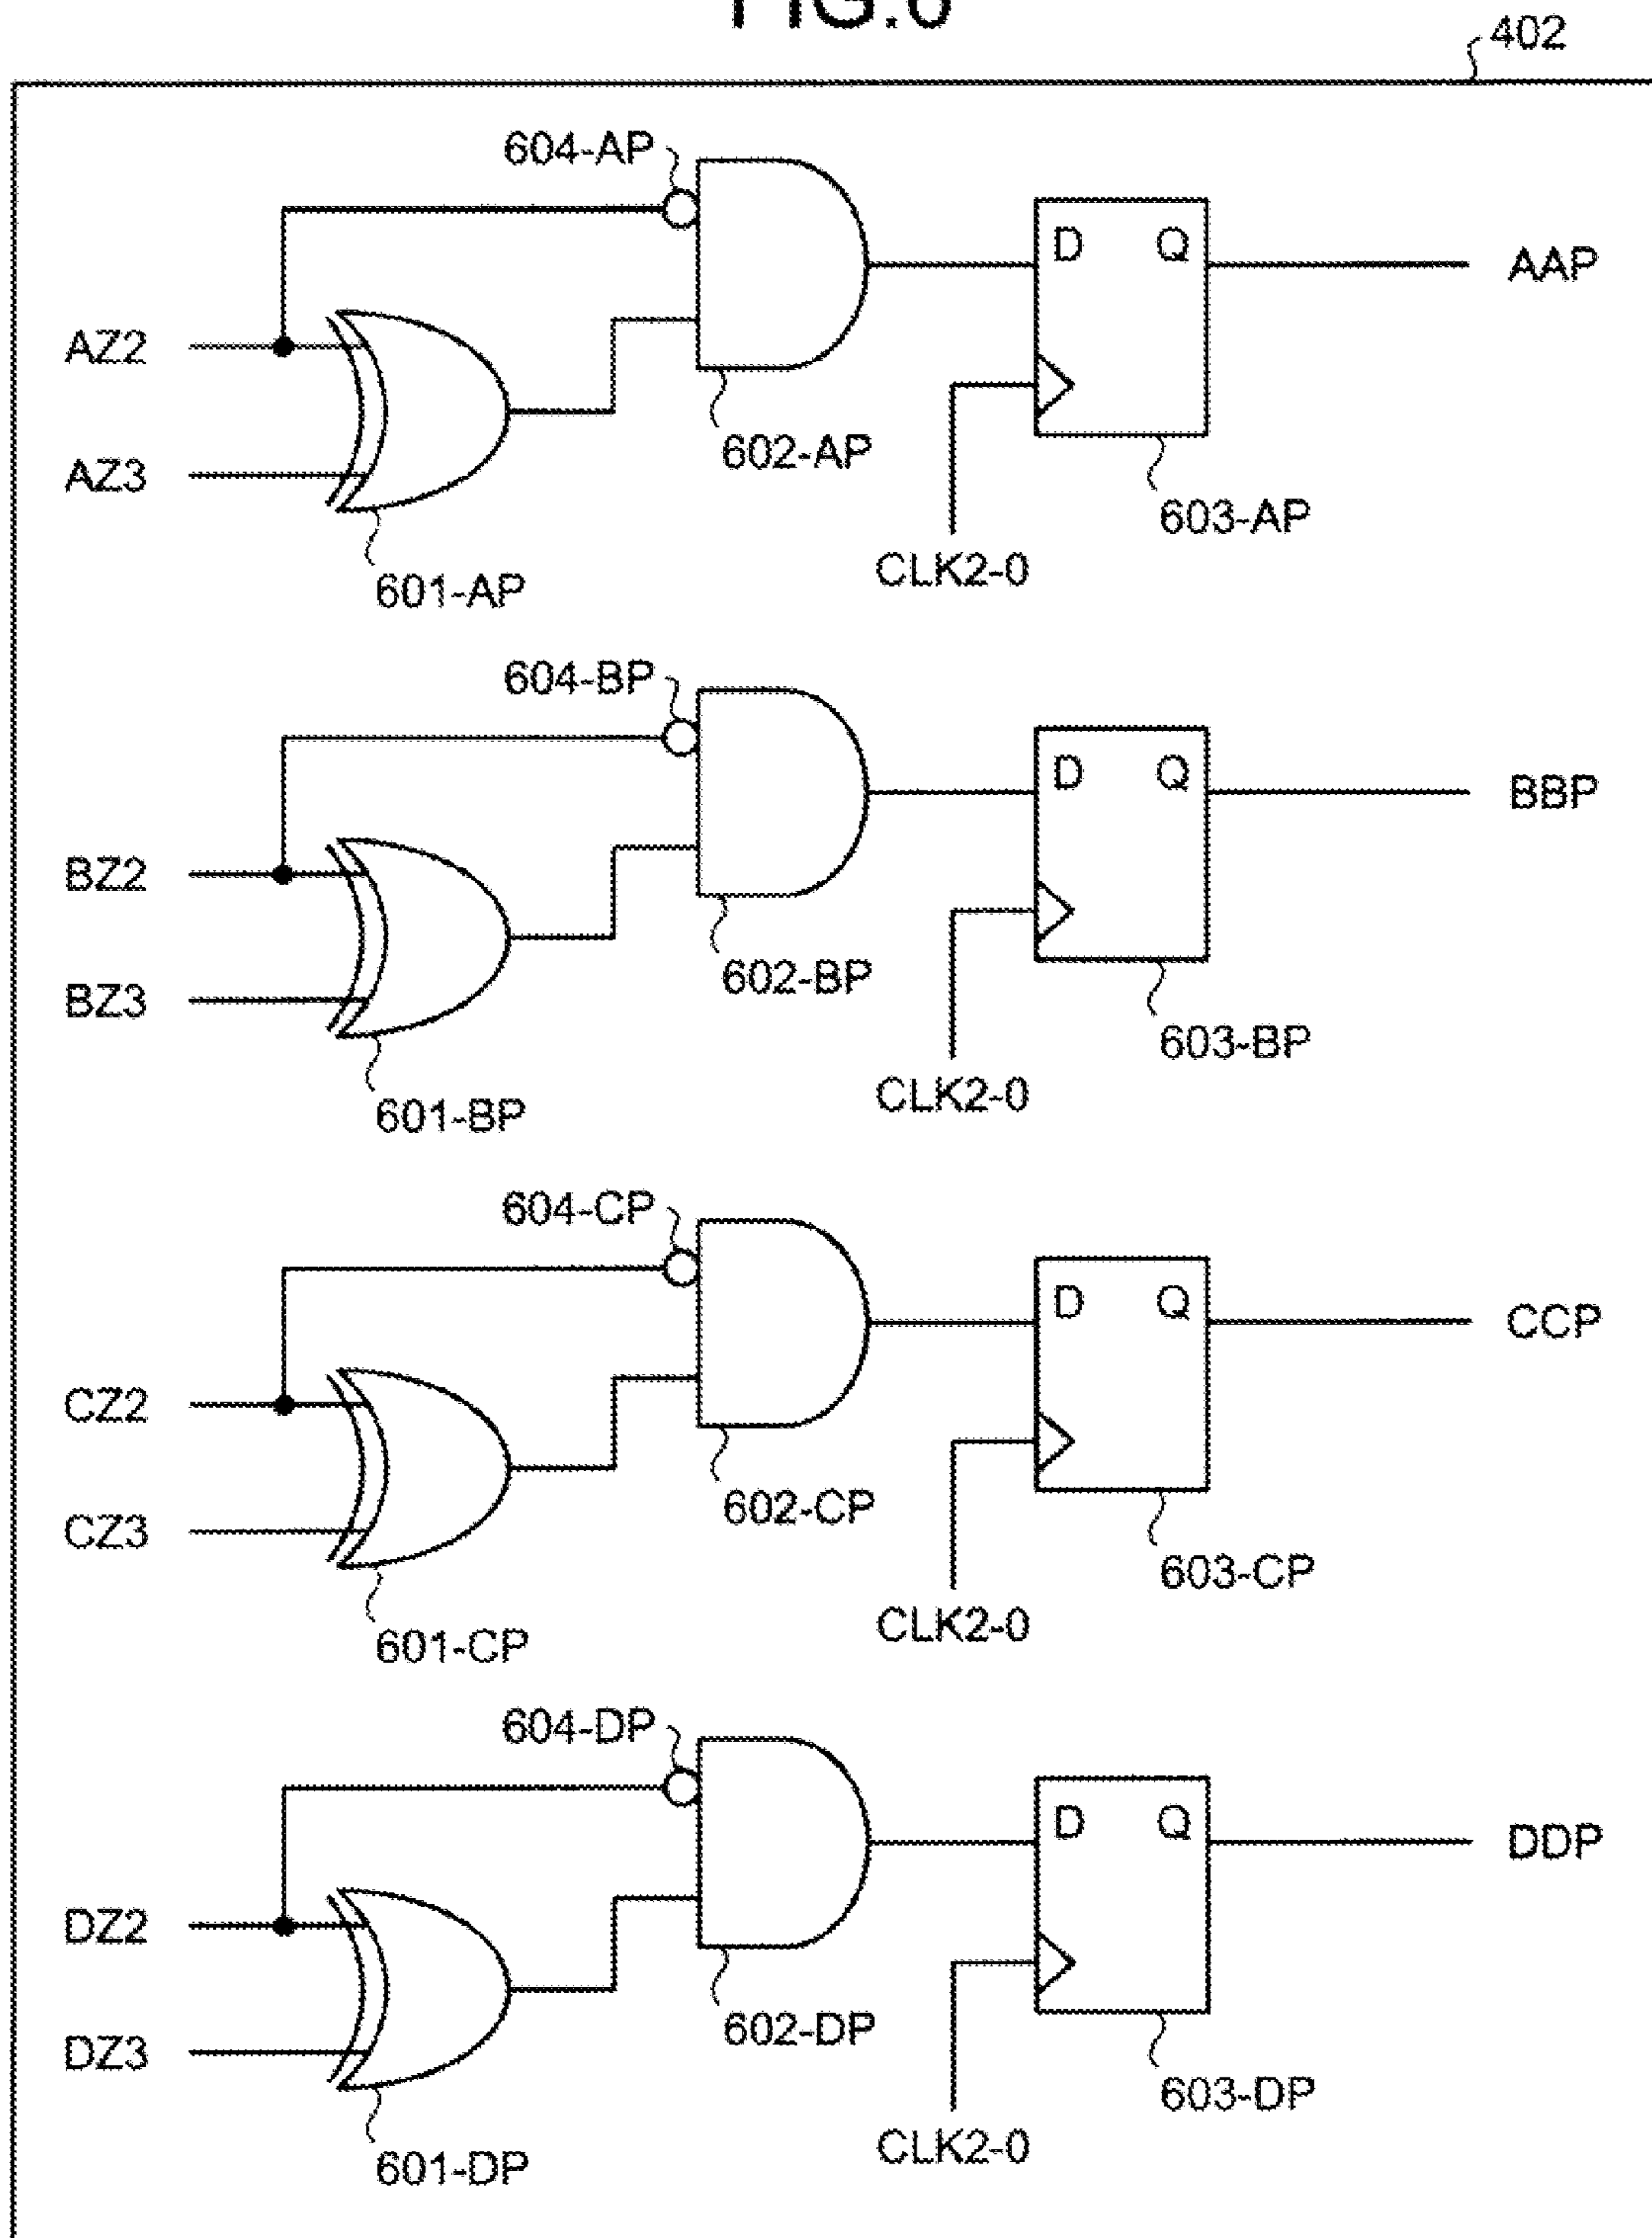 FIG.6
402
604-AP
D Q
AAP
AZ2
AZ3
602-AP
603-AP
CLK2-0
601-AP
604-BP
D Q
BBP
BZ2
BZ3
602-BP
603-BP
CLK2-0
601-BP
604-CP
D Q
CCP
CZ2
CZ3
602-CP
603-CP
CLK2-0
601-CP
604-DP
D Q
DDP
DZ2
DZ3
602-DP
603-DP
CLK2-0
601-DP